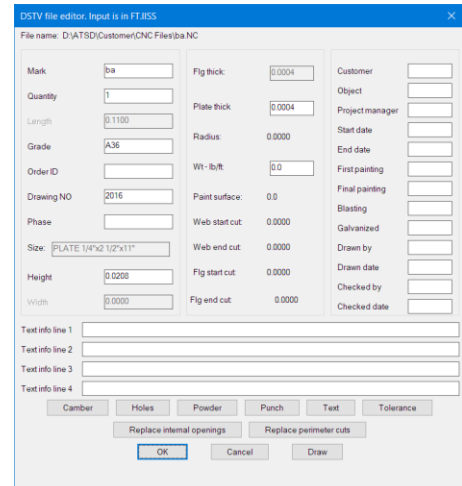 DSTV file editor. Input is in FT.IISS
File name: D:\ATSD\Customer\CNC Files\ba.NC
Mark ba
Quantity 1
Length 0.1100
Grade A36
Order ID
Drawing NO 2016
Phase
Size: PLATE 1/4"x2 1/2"x11"
Height 0.0208
Width 0.0000
Flg thick: 0.0004
Plate thick 0.0004
Radius: 0.0000
Wt - lb/ft 0.0
Paint surface: 0.0
Web start cut: 0.0000
Web end cut: 0.0000
Flg start cut: 0.0000
Flg end cut: 0.0000
Customer
Object
Project manager
Start date
End date
First painting
Final painting
Blasting
Galvanized
Drawn by
Drawn date
Checked by
Checked date
Text info line 1
Text info line 2
Text info line 3
Text info line 4
Camber Holes Powder Punch Text Tolerance
Replace internal openings Replace perimeter cuts
OK Cancel Draw